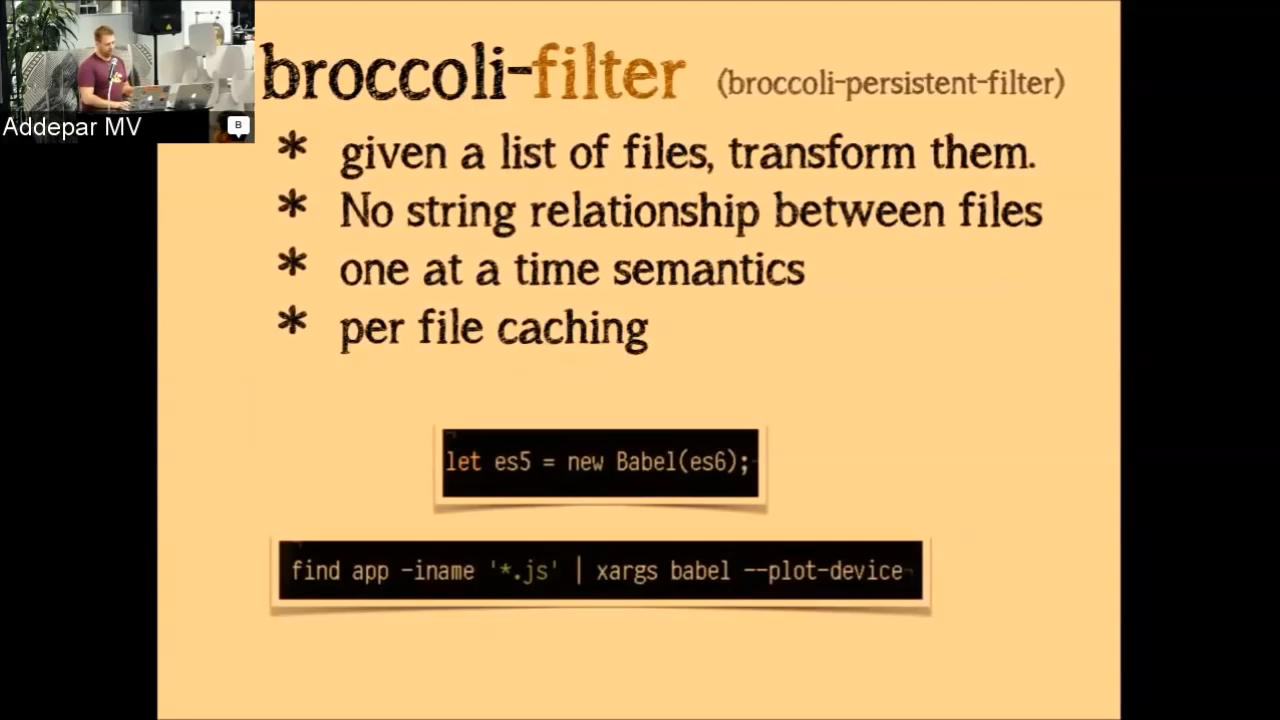 broccoli-filter (broccoli-persistent-filter)
Addepar MV
B
* given a list of files, transform them.
* No string relationship between files
* one at a time semantics
* per file caching
let es5 = new Babel(es6);
find app -iname '*.js' | xargs babel --plot-device